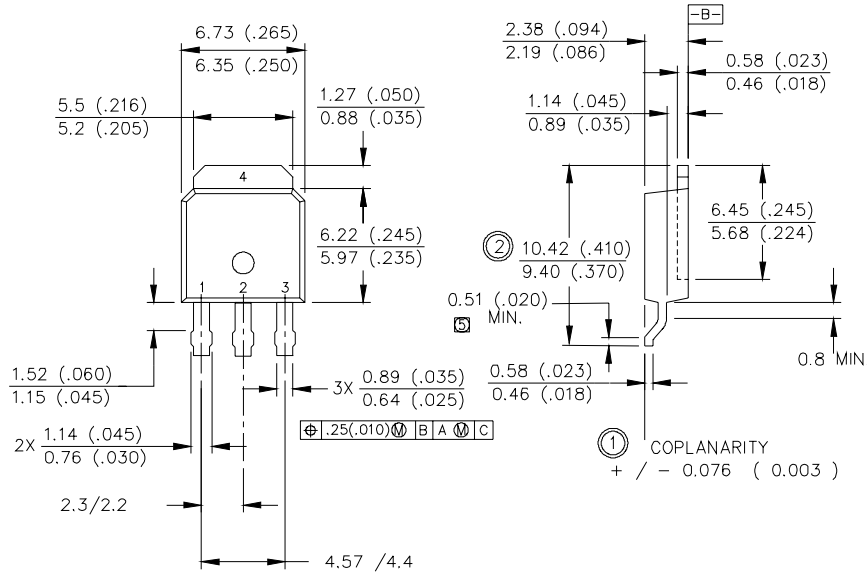 6.73 (.265)
6.35 (.250)
5.5 (.216)
5.2 (.205)
1.27 (.050)
0.88 (.035)
4
6.22 (.245)
5.97 (.235)
1 2 3
1.52 (.060)
1.15 (.045)
3X 0.89 (.035)
0.64 (.025)
2X 1.14 (.045)
0.76 (.030)
⌖ .25(.010)Ⓜ B A Ⓜ C
2.3/2.2
4.57 /4.4
-B-
2.38 (.094)
2.19 (.086)
0.58 (.023)
0.46 (.018)
1.14 (.045)
0.89 (.035)
6.45 (.245)
5.68 (.224)
② 10.42 (.410)
9.40 (.370)
0.51 (.020)
5 MIN.
0.8 MIN
0.58 (.023)
0.46 (.018)
① COPLANARITY
+ / - 0.076 ( 0.003 )